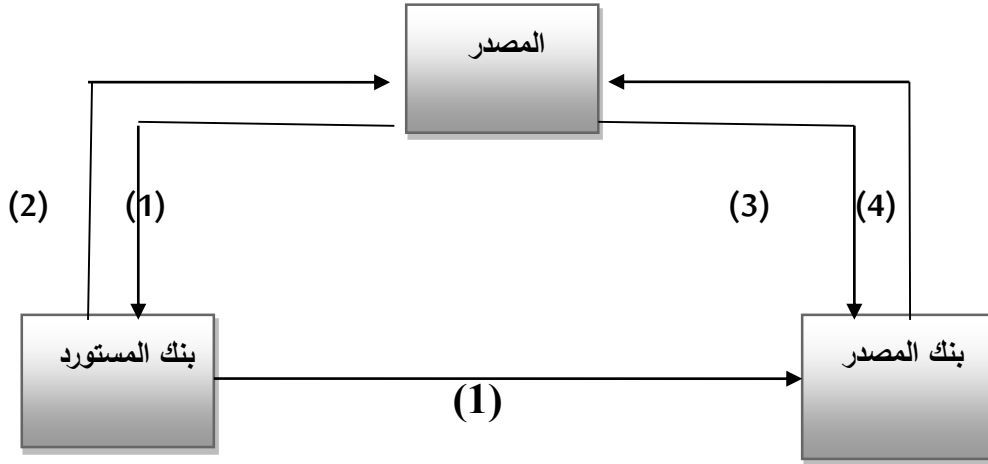 المصدر
(2)
(1)
(3)
(4)
بنك المستورد
بنك المصدر
(1)